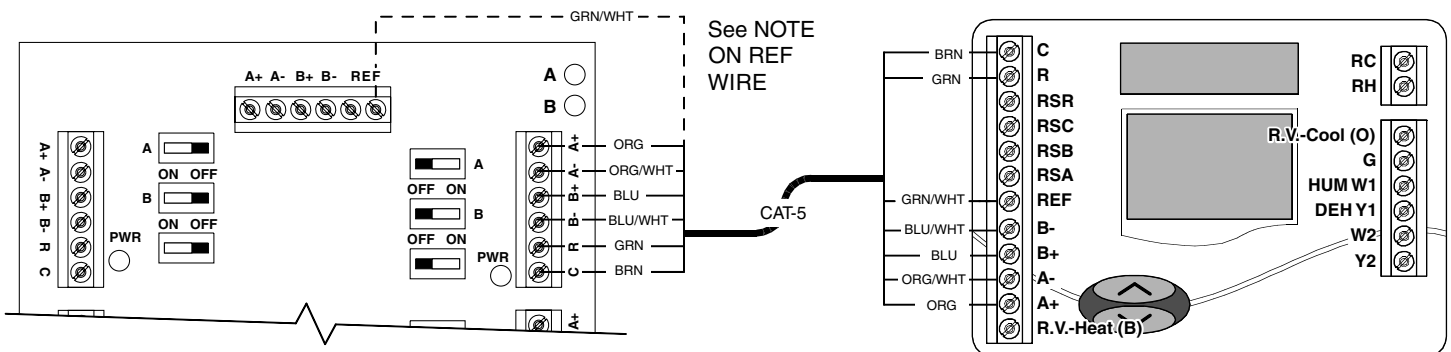 GRN/WHT
See NOTE
ON REF
WIRE
A+ A- B+ B- REF
A
B
A+
A-
B+
B-
R
C
A
ON OFF
B
ON OFF
PWR
A
OFF ON
B
OFF ON
PWR
A+
A-
B+
B-
R
C
A+
ORG
ORG/WHT
BLU
BLU/WHT
GRN
BRN
CAT-5
BRN
GRN
GRN/WHT
BLU/WHT
BLU
ORG/WHT
ORG
C
R
RSR
RSC
RSB
RSA
REF
B-
B+
A-
A+
R.V.-Heat (B)
RC
RH
R.V.-Cool (O)
G
HUM W1
DEH Y1
W2
Y2